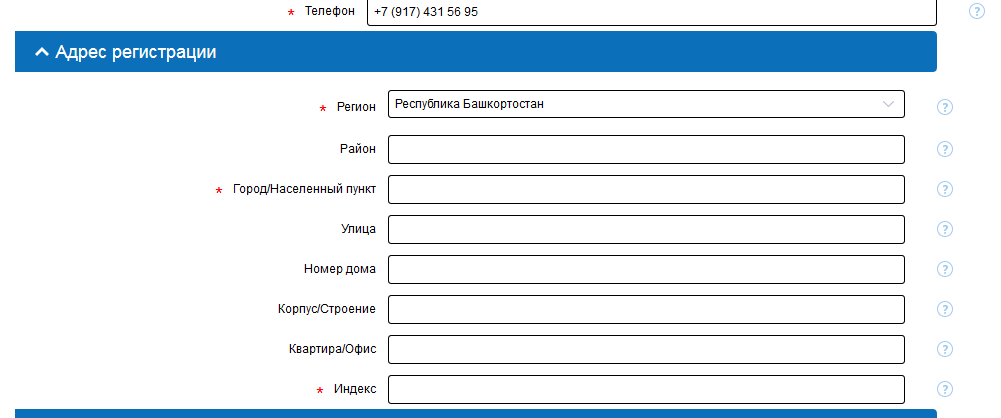 * Телефон +7 (917) 431 56 95 ?
Адрес регистрации
* Регион Республика Башкортостан ?
Район ?
* Город/Населенный пункт ?
Улица ?
Номер дома ?
Корпус/Строение ?
Квартира/Офис ?
* Индекс ?